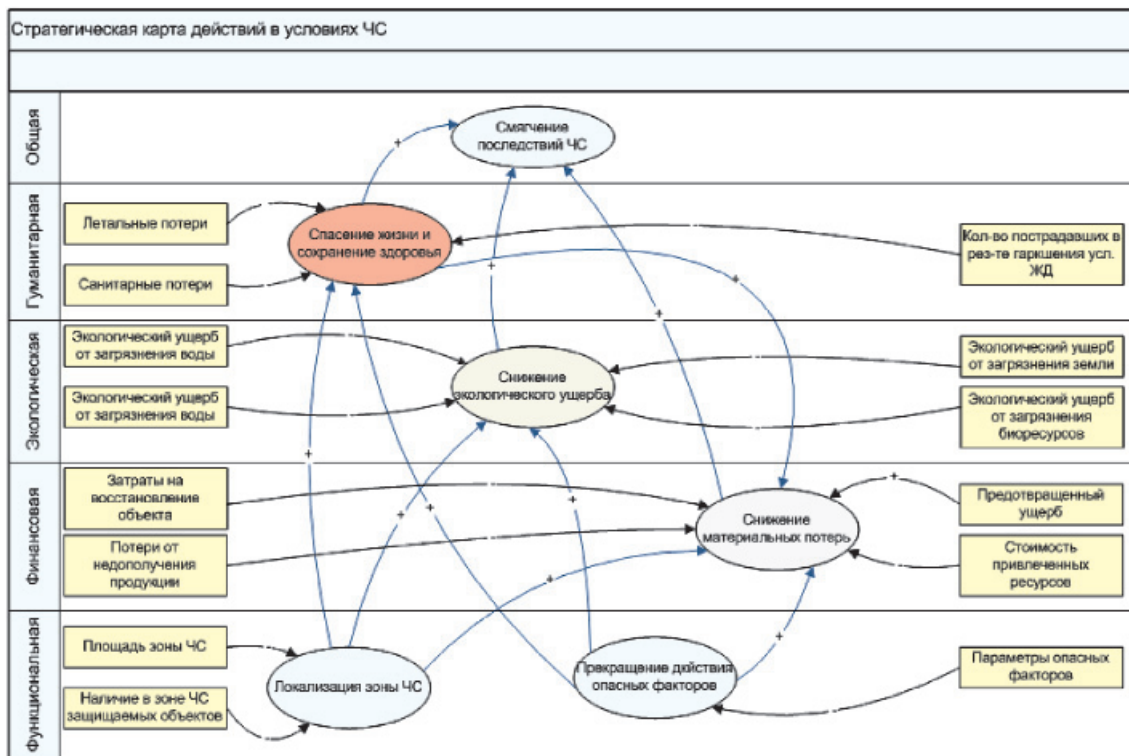 Стратегическая карта действий в условиях ЧС
Общая
Смягчение
последствий ЧС
+
Гуманитарная
Летальные потери
Санитарные потери
Спасение жизни и
сохранение здоровья
Кол-во пострадавших в
рез-те гаркшения усл.
ЖД
+
+
+
Экологическая
Экологический ущерб
от загрязнения воды
Экологический ущерб
от загрязнения воды
Снижение
экологического ущерба
Экологический ущерб
от загрязнения земли
Экологический ущерб
от загрязнения
биоресурсов
+
Финансовая
Затраты на
восстановление
объекта
Потери от
недополучения
продукции
+
+
+
+
Снижение
материальных потерь
+
Предотвращенный
ущерб
Стоимость
привлеченных
ресурсов
Функциональная
Площадь зоны ЧС
Наличие в зоне ЧС
защищаемых объектов
Локализация зоны ЧС
Прекращение действия
опасных факторов
+
Параметры опасных
факторов